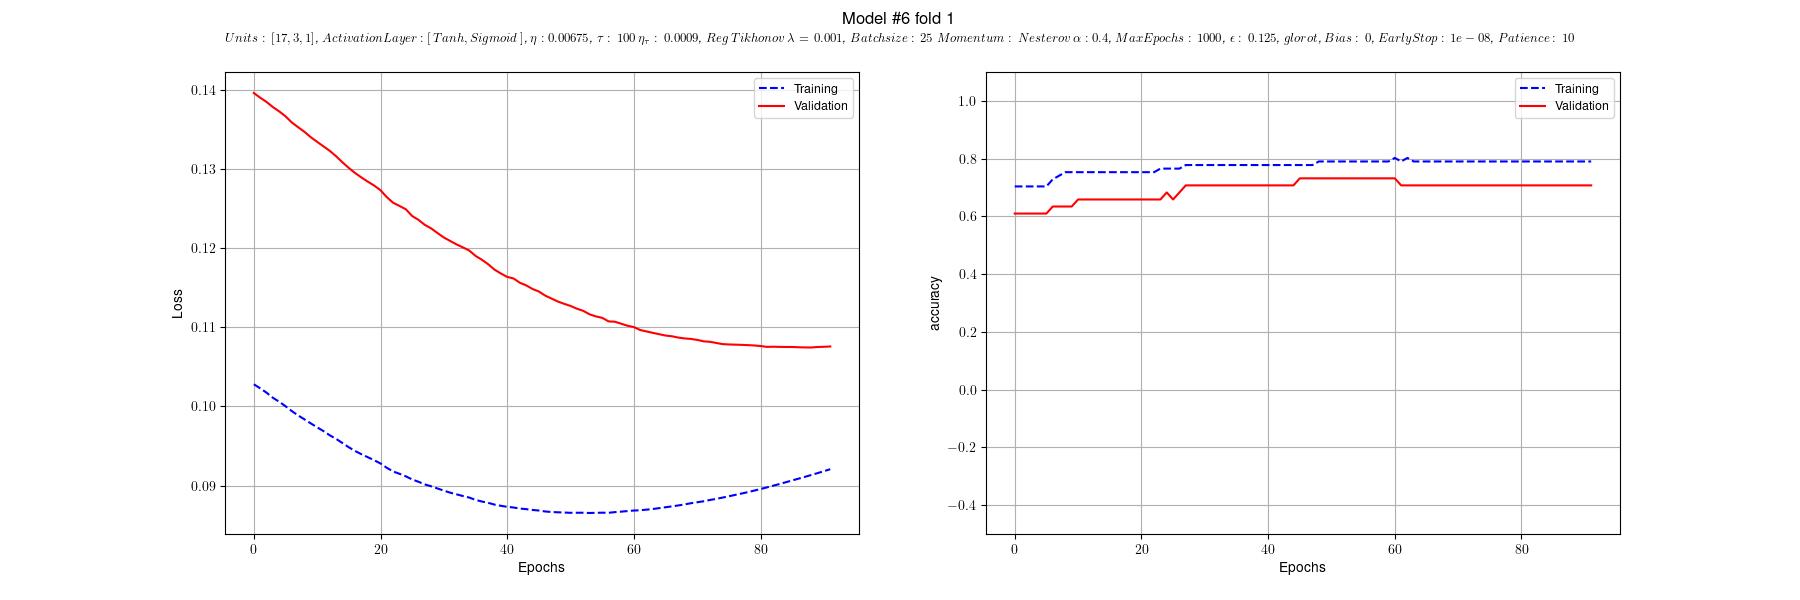 Model #6 fold 1
Units : [17, 3, 1], ActivationLayer : [ Tanh, Sigmoid ], η : 0.00675, τ : 100 ητ : 0.0009, Reg Tikhonov λ = 0.001, Batchsize : 25 Momentum : Nesterov α : 0.4, MaxEpochs : 1000, ϵ : 0.125, glorot, Bias : 0, EarlyStop : 1e − 08, Patience : 10
Training
Validation
0.14
0.13
0.12
0.11
0.10
0.09
Loss
0 20 40 60 80
Epochs
Training
Validation
1.0
0.8
0.6
0.4
0.2
0.0
−0.2
−0.4
accuracy
0 20 40 60 80
Epochs